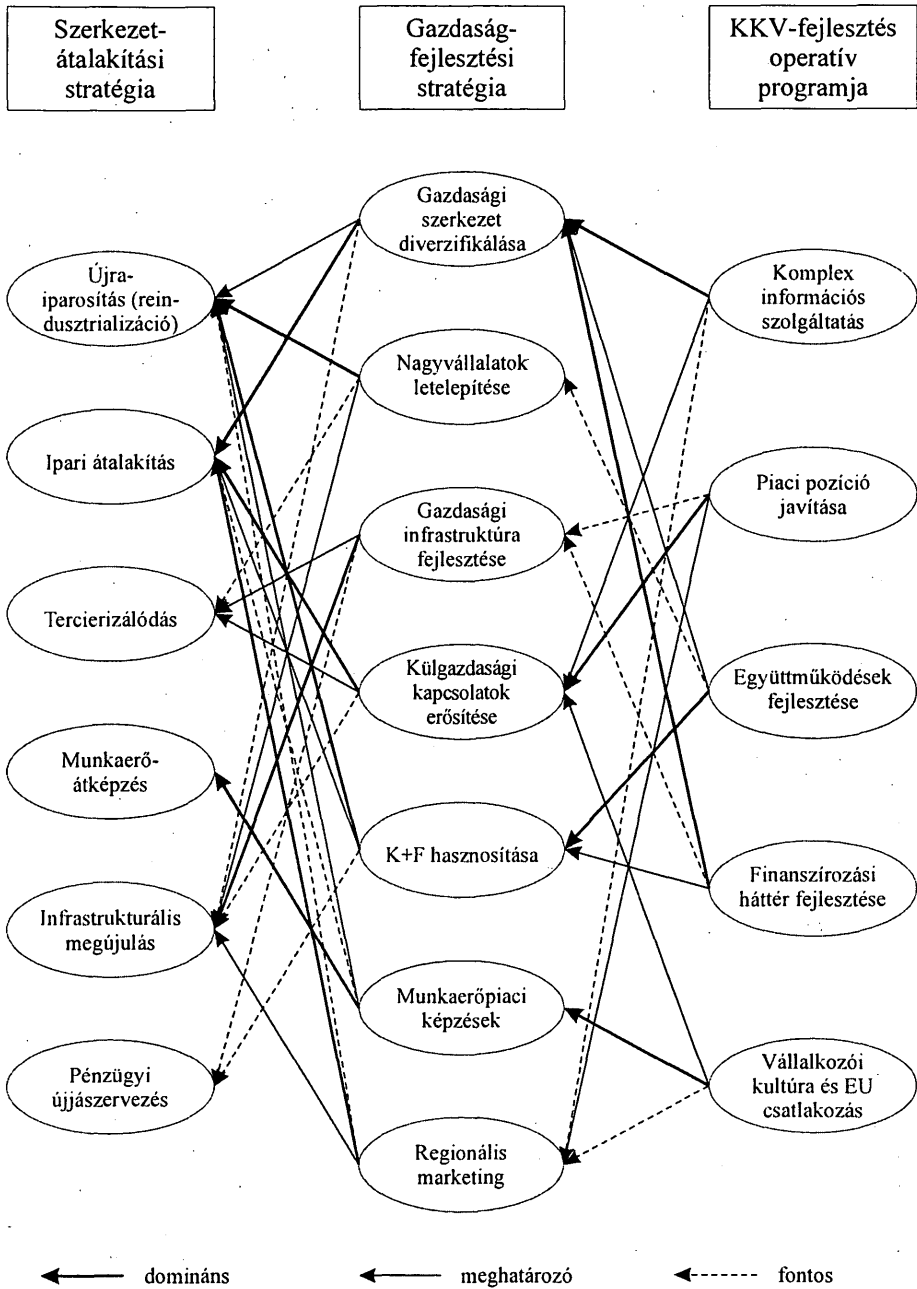 Szerkezet-
átalakítási
stratégia
Gazdaság-
fejlesztési
stratégia
KKV-fejlesztés
operatív
programja
Újra-
iparosítás (rein-
dusztrializáció)
Ipari átalakítás
Tercierizálódás
Munkaerő-
átképzés
Infrastrukturális
megújulás
Pénzügyi
újjászervezés
Gazdasági
szerkezet
diverzifikálása
Nagyvállalatok
letelepítése
Gazdasági
infrastruktúra
fejlesztése
Külgazdasági
kapcsolatok
erősítése
K+F hasznosítása
Munkaerőpiaci
képzések
Regionális
marketing
Komplex
információs
szolgáltatás
Piaci pozíció
javítása
Együttműködések
fejlesztése
Finanszírozási
háttér fejlesztése
Vállalkozói
kultúra és EU
csatlakozás
domináns
meghatározó
fontos